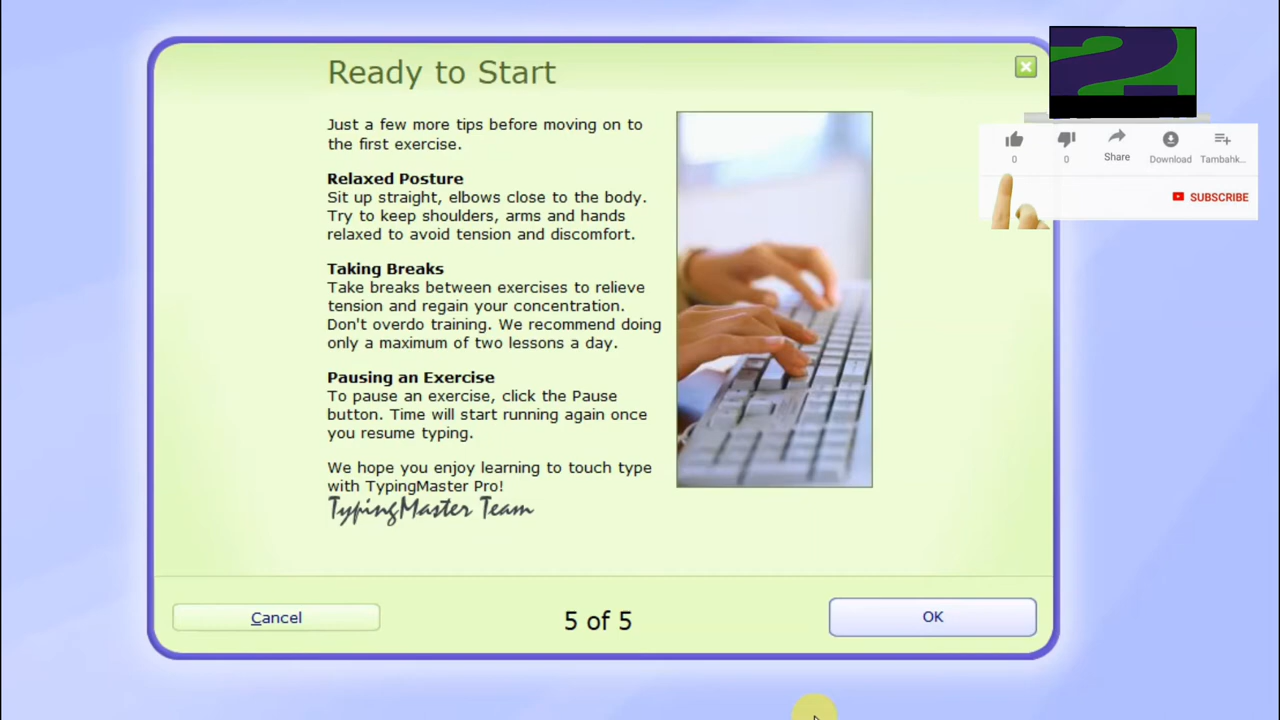 Ready to Start
Just a few more tips before moving on to
the first exercise.
Relaxed Posture
Sit up straight, elbows close to the body.
Try to keep shoulders, arms and hands
relaxed to avoid tension and discomfort.
Taking Breaks
Take breaks between exercises to relieve
tension and regain your concentration.
Don't overdo training. We recommend doing
only a maximum of two lessons a day.
Pausing an Exercise
To pause an exercise, click the Pause
button. Time will start running again once
you resume typing.
We hope you enjoy learning to touch type
with TypingMaster Pro!
TypingMaster Team
Cancel
5 of 5
OK
0 0 Share Download Tambahk...
SUBSCRIBE